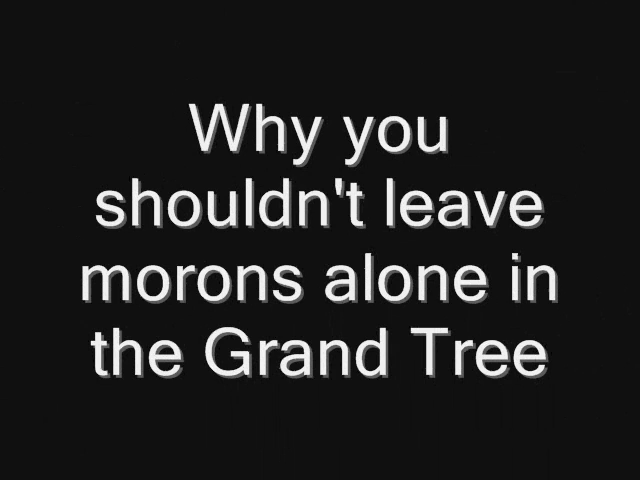 Why you
shouldn't leave
morons alone in
the Grand Tree